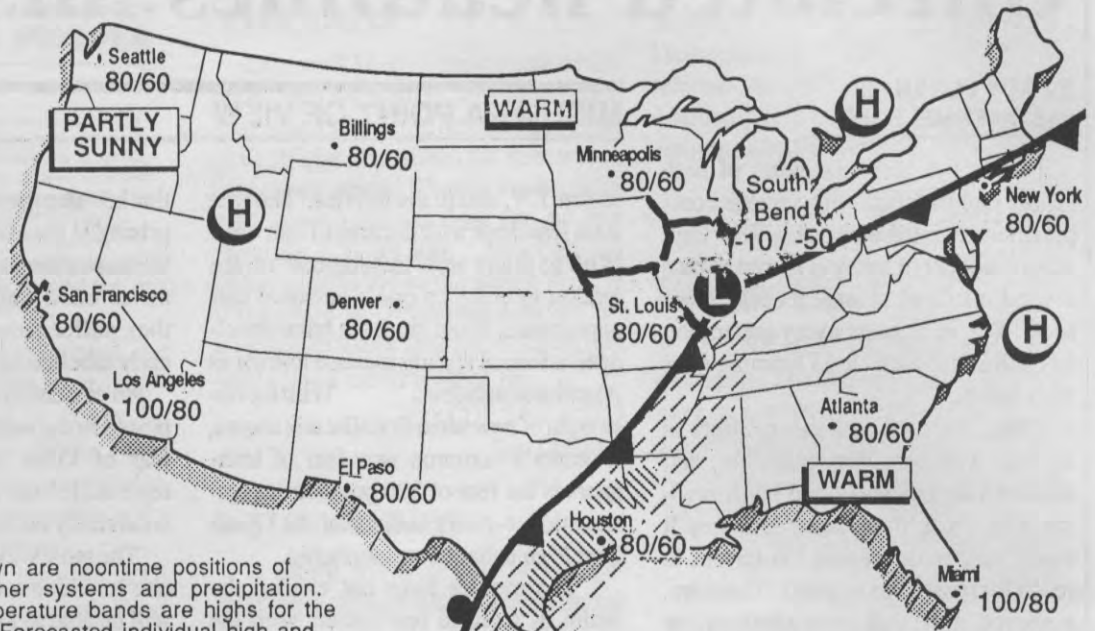 Seattle
80/60
PARTLY
SUNNY
Billings
80/60
WARM
H
Minneapolis
80/60
South
Bend
-10 / -50
New York
80/60
H
San Francisco
80/60
Denver
80/60
St. Louis
80/60
L
H
Los Angeles
100/80
Atlanta
80/60
El Paso
80/60
WARM
Houston
80/60
Miami
100/80
wn are noontime positions of
ner systems and precipitation.
perature bands are highs for the
Forecasted individual high and